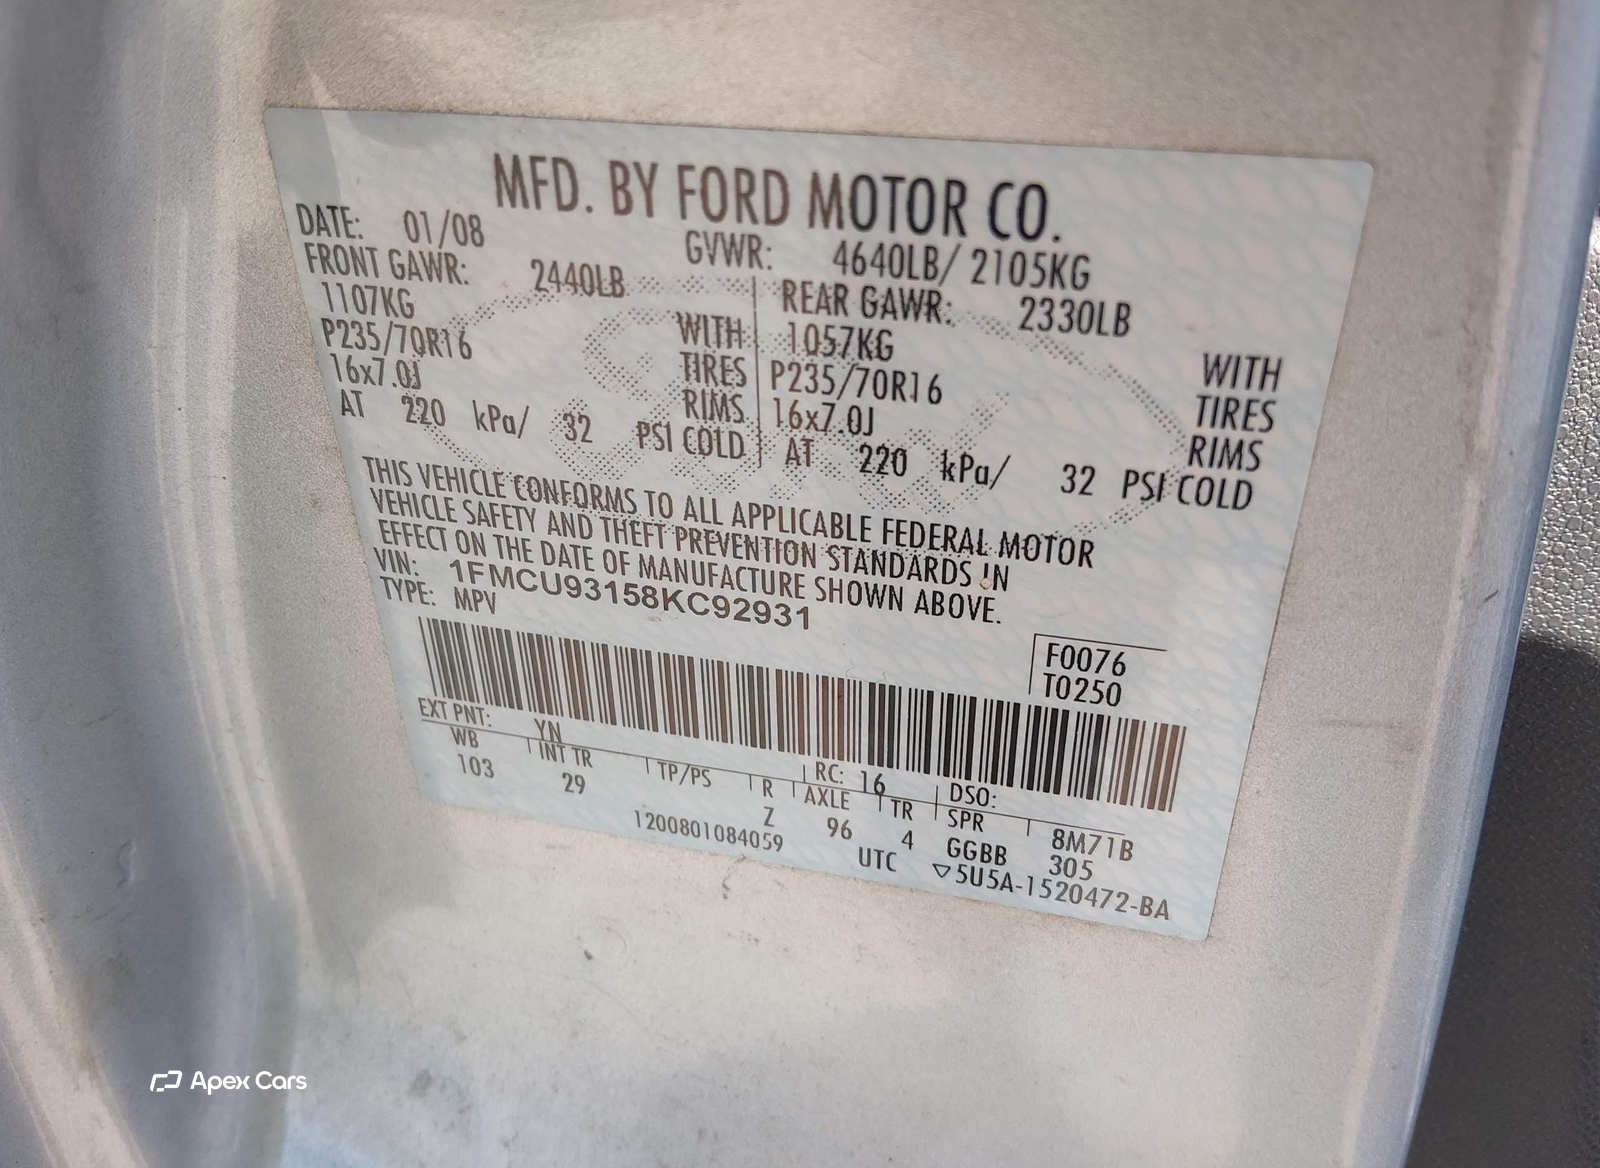 MFD. BY FORD MOTOR CO.
DATE: 01/08 GVWR: 4640LB/ 2105KG
FRONT GAWR: 2440LB REAR GAWR: 2330LB
1107KG WITH 1057KG WITH
P235/70R16 TIRES P235/70R16 TIRES
16x7.0J RIMS 16x7.0J RIMS
AT 220 kPa/ 32 PSI COLD AT 220 kPa/ 32 PSI COLD
THIS VEHICLE CONFORMS TO ALL APPLICABLE FEDERAL MOTOR
VEHICLE SAFETY AND THEFT PREVENTION STANDARDS IN
EFFECT ON THE DATE OF MANUFACTURE SHOWN ABOVE.
VIN: 1FMCU93158KC92931
TYPE: MPV
F0076
T0250
EXT PNT: YN RC: 16 DSO:
WB INT TR TP/PS R AXLE TR SPR 8M71B
103 29 Z 96 4 GGBB 305
1200801084059 UTC ▽5U5A-1520472-BA
Apex Cars